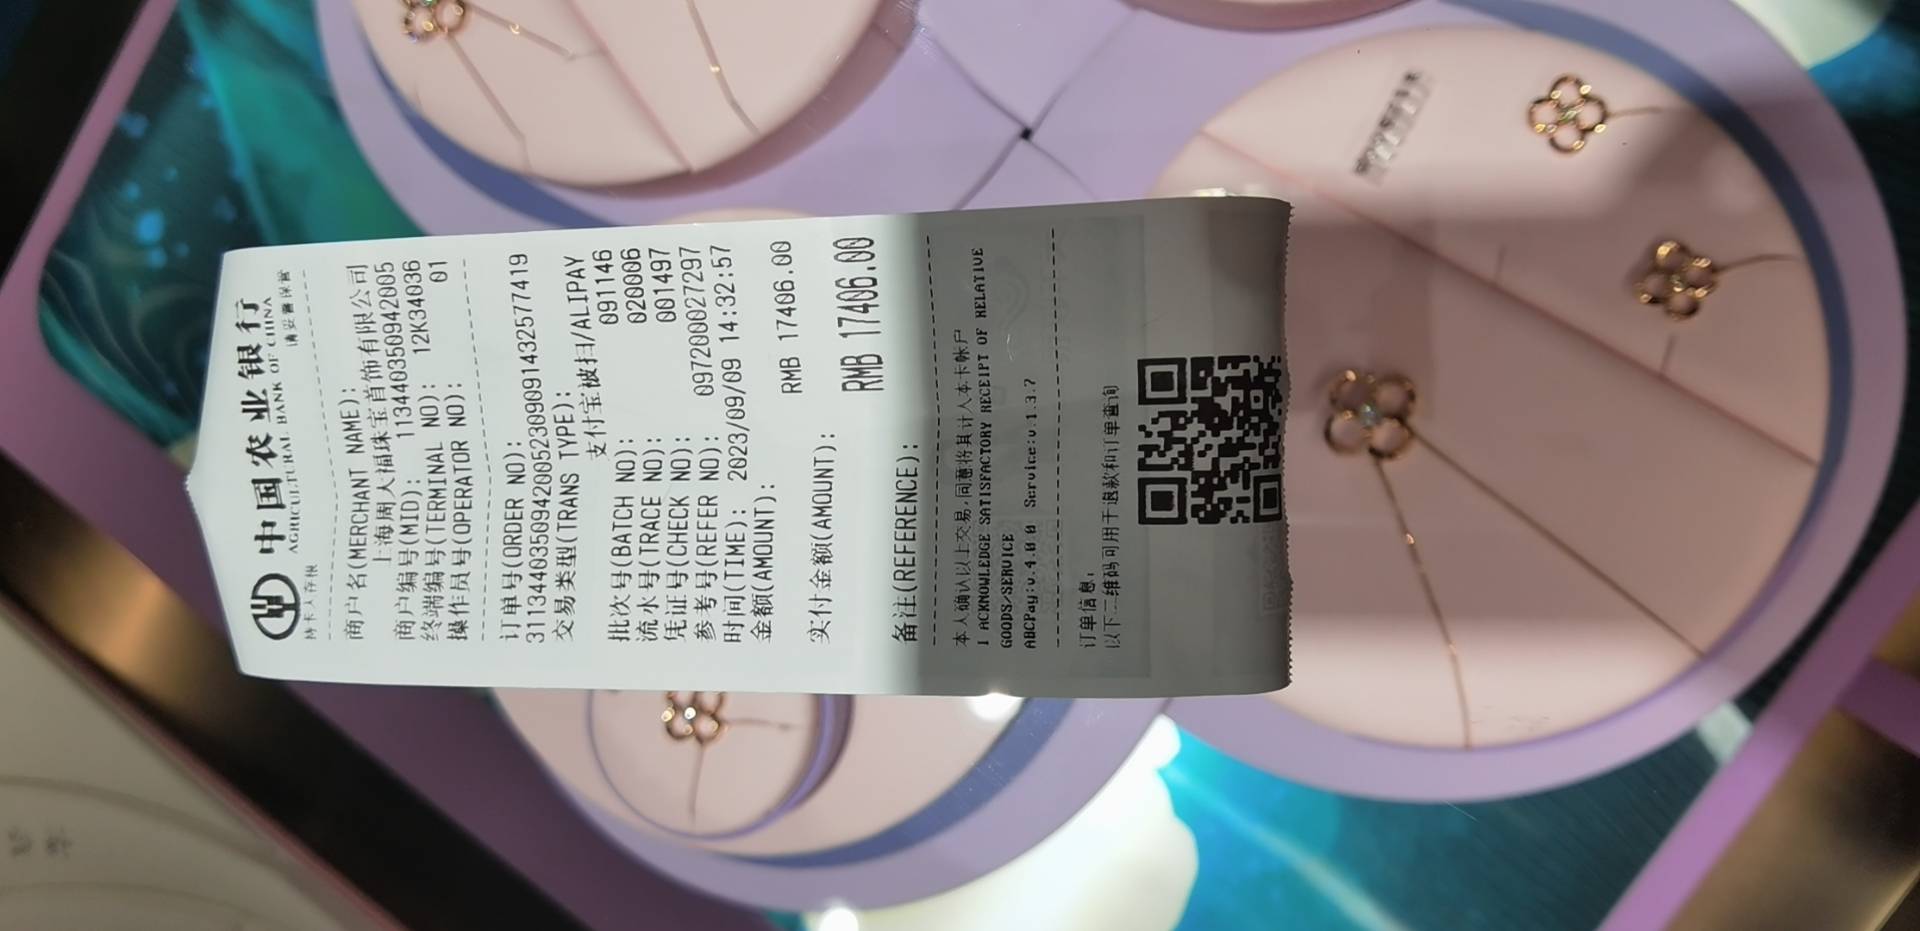 中国农业银行
AGRICULTURAL BANK OF CHINA
持卡人存根 请妥善保管
商户名(MERCHANT NAME):
上海周大福珠宝首饰有限公司
商户编号(MID): 113440350942005
终端编号(TERMINAL NO): 12K34036
操作员号(OPERATOR NO): 01
订单号(ORDER NO):
31134403509420052309091432577419
交易类型(TRANS TYPE):
支付宝被扫/ALIPAY
批次号(BATCH NO): 091146
流水号(TRACE NO): 020006
凭证号(CHECK NO): 001497
参考号(REFER NO): 097200027297
时间(TIME): 2023/09/09 14:32:57
金额(AMOUNT):
RMB 17406.00
实付金额(AMOUNT):
RMB 17406.00
备注(REFERENCE):
本人确认以上交易,同意将其计入本卡帐户
I ACKNOWLEDGE SATISFACTORY RECEIPT OF RELATIVE
GOODS/SERVICE
ABCPay:v.4.0.0 Service:v.1.3.7
订单信息:
以下二维码可用于退款和订单查询